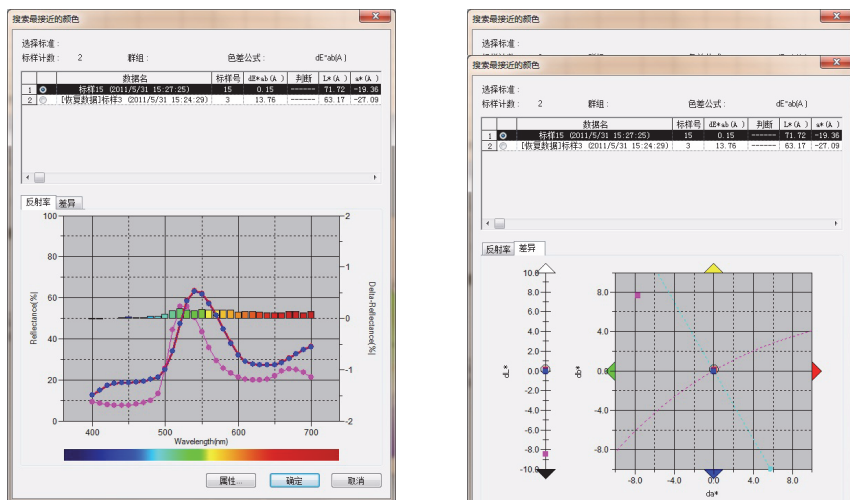 搜索最接近的颜色
选择标准：
标样计数： 2 群组： 色差公式： dE*ab(A )
数据名 标样号 dE*ab(A ) 判断 L*(A ) a*(A )
1 标样15 (2011/5/31 15:27:25) 15 0.15 ------ 71.72 -19.36
2 [恢复数据]标样3 (2011/5/31 15:24:29) 3 13.76 ------ 63.17 -27.09
反射率 差异
100 2
80
1
60
0
40
-1
20
0 -2
Reflectance[%]
Delta-Reflectance[%]
400 500 600 700
Wavelength[nm]
属性... 确定 取消
搜索最接近的颜色
选择标准：
搜索最接近的颜色
选择标准：
标样计数： 2 群组： 色差公式： dE*ab(A )
数据名 标样号 dE*ab(A ) 判断 L*(A ) a*(A )
1 标样15 (2011/5/31 15:27:25) 15 0.15 ------ 71.72 -19.36
2 [恢复数据]标样3 (2011/5/31 15:24:29) 3 13.76 ------ 63.17 -27.09
反射率 差异
10.0
8.0 8.0
6.0
4.0 4.0
2.0
0.0 0.0
-2.0
-4.0 -4.0
-6.0
-8.0 -8.0
-10.0
dL*
db*
-8.0 -4.0 0.0 4.0 8.0
da*